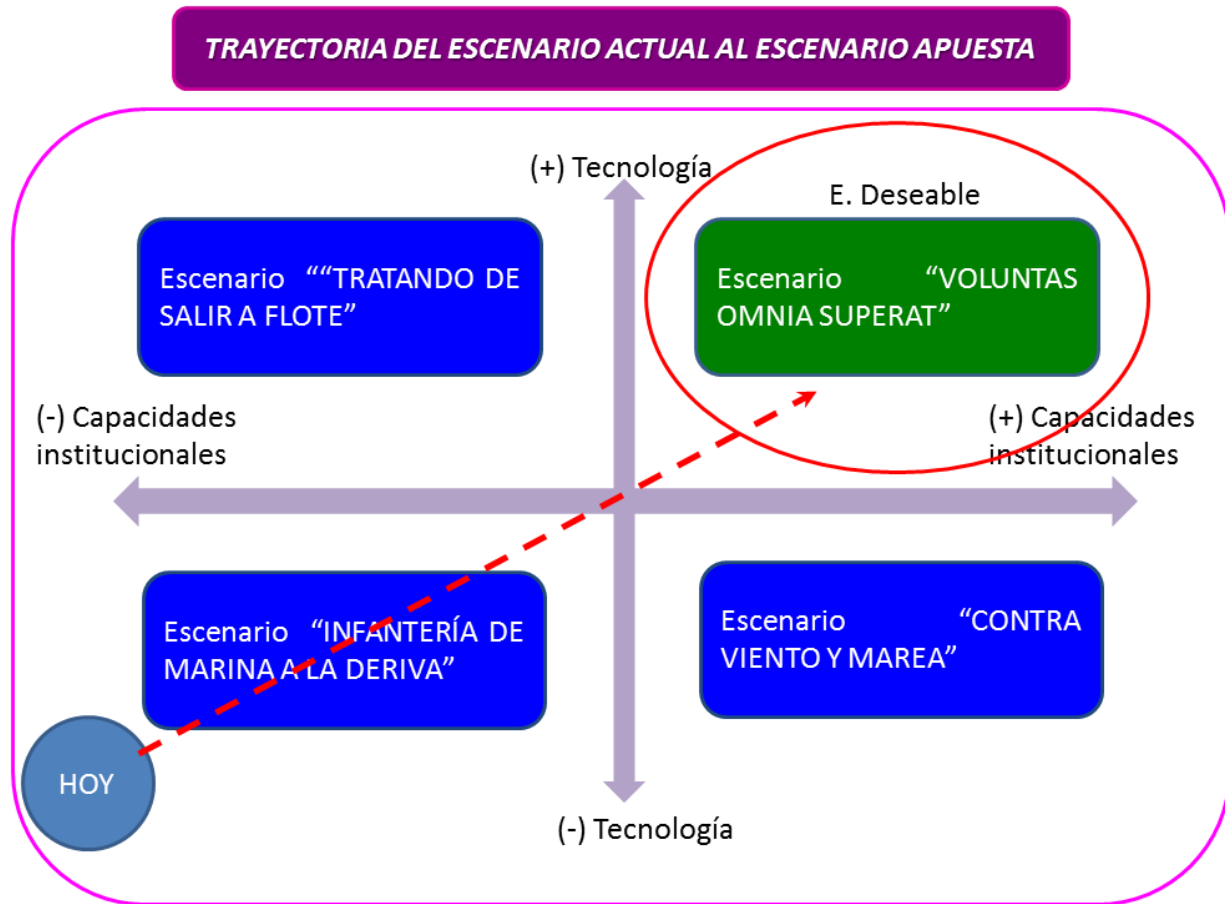 TRAYECTORIA DEL ESCENARIO ACTUAL AL ESCENARIO APUESTA
(+) Tecnología
E. Deseable
Escenario ““TRATANDO DE
SALIR A FLOTE”
Escenario “VOLUNTAS
OMNIA SUPERAT”
(-) Capacidades
institucionales
(+) Capacidades
institucionales
Escenario “INFANTERÍA DE
MARINA A LA DERIVA”
Escenario “CONTRA
VIENTO Y MAREA”
HOY
(-) Tecnología